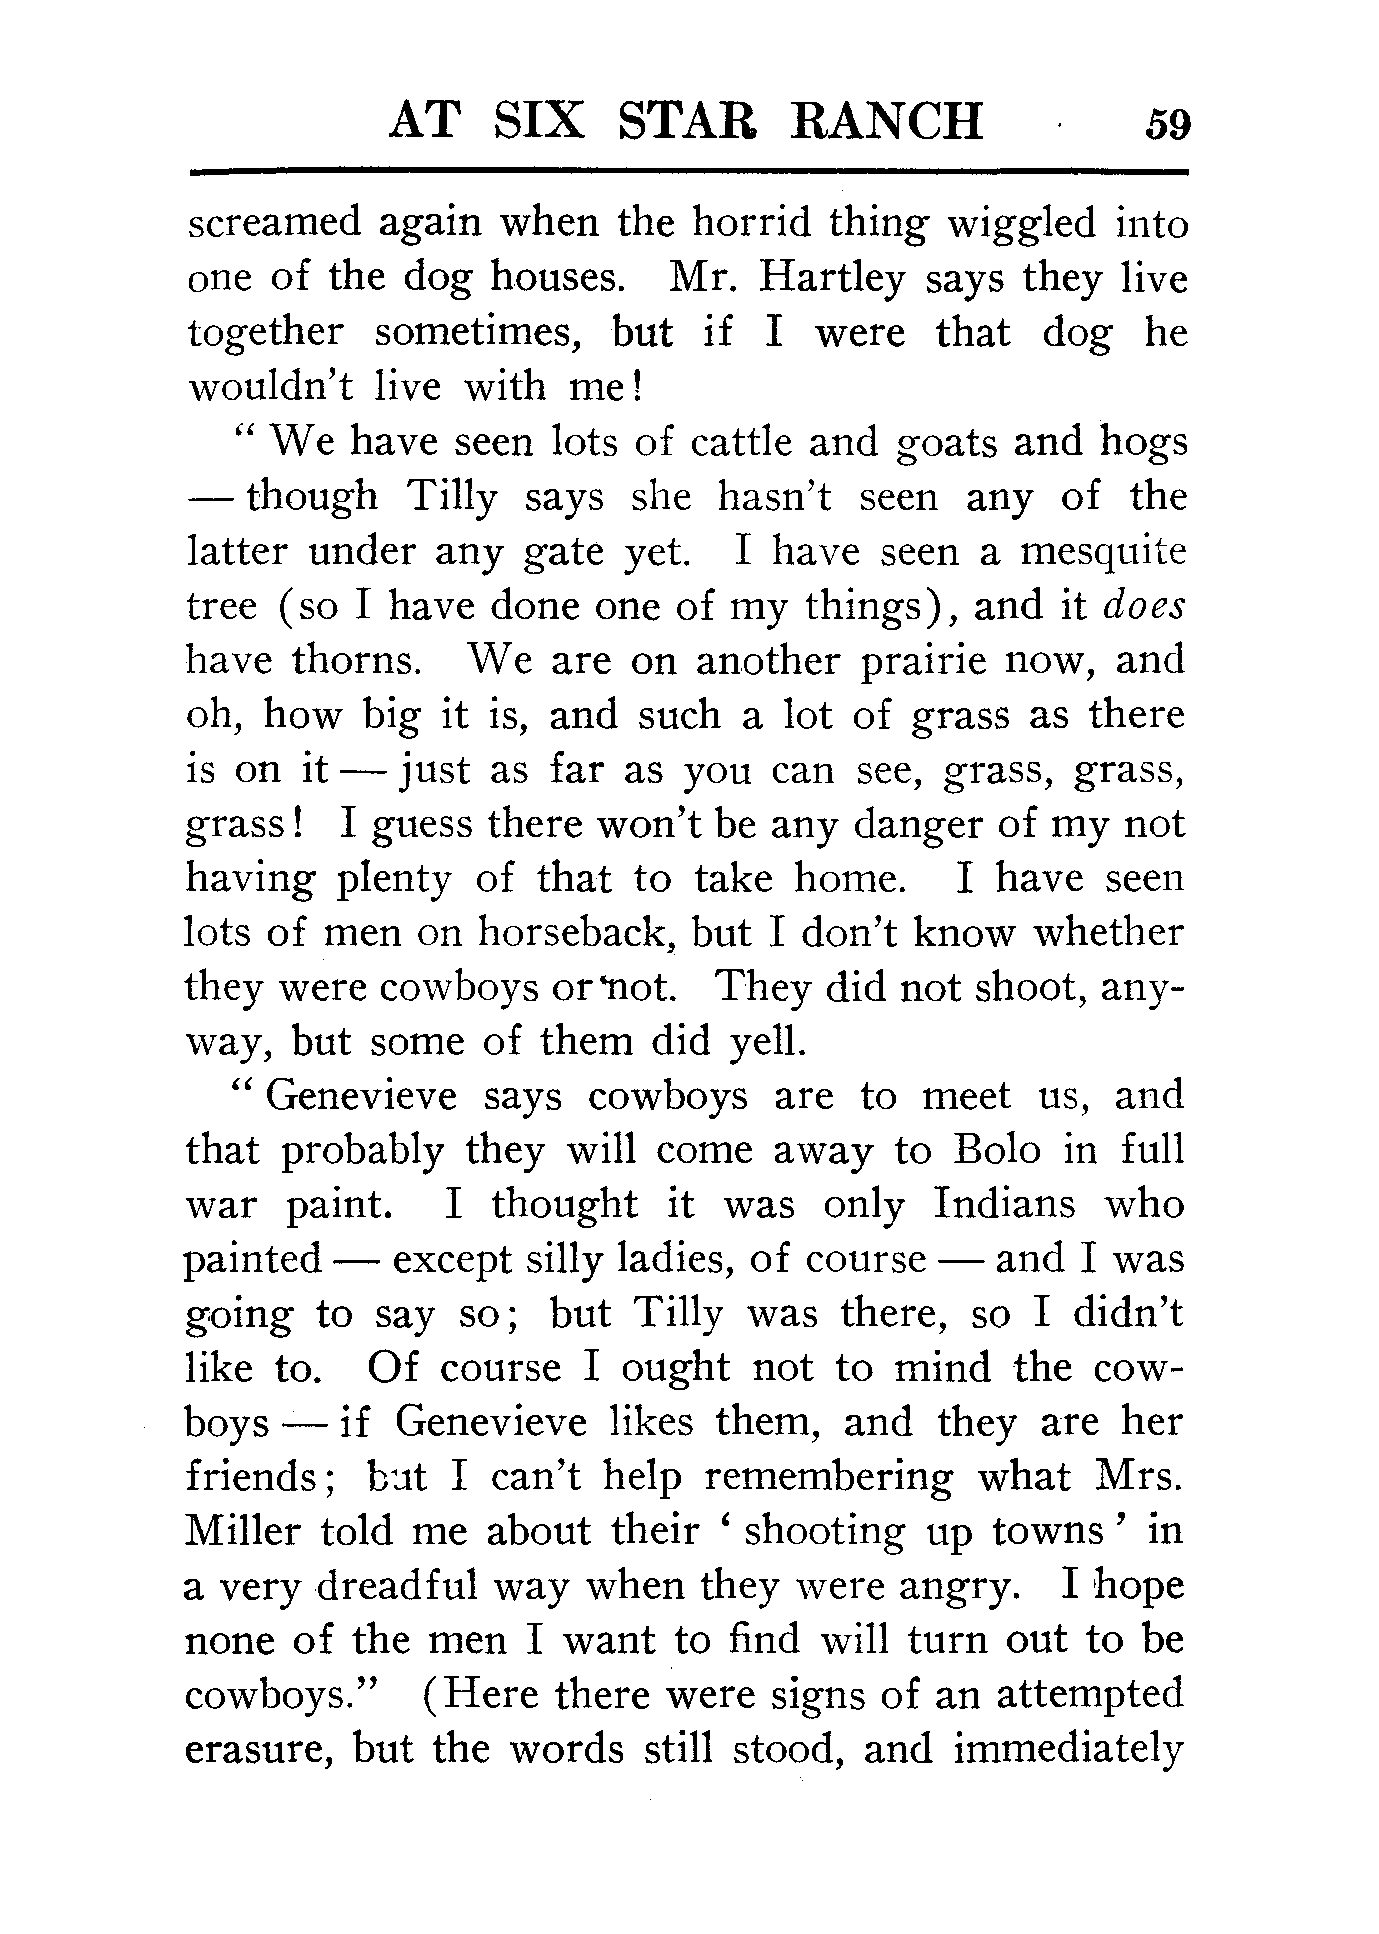 AT SIX STAR RANCH 59
screamed again when the horrid thing wiggled into
one of the dog houses. Mr. Hartley says they live
together sometimes, but if I were that dog he
wouldn't live with me!
" We have seen lots of cattle and goats and hogs
— though Tilly says she hasn't seen any of the
latter under any gate yet. I have seen a mesquite
tree (so I have done one of my things), and it does
have thorns. We are on another prairie now, and
oh, how big it is, and such a lot of grass as there
is on it — just as far as you can see, grass, grass,
grass! I guess there won't be any danger of my not
having plenty of that to take home. I have seen
lots of men on horseback, but I don't know whether
they were cowboys or not. They did not shoot, any-
way, but some of them did yell.
" Genevieve says cowboys are to meet us, and
that probably they will come away to Bolo in full
war paint. I thought it was only Indians who
painted — except silly ladies, of course — and I was
going to say so; but Tilly was there, so I didn't
like to. Of course I ought not to mind the cow-
boys — if Genevieve likes them, and they are her
friends; but I can't help remembering what Mrs.
Miller told me about their ' shooting up towns ' in
a very dreadful way when they were angry. I hope
none of the men I want to find will turn out to be
cowboys." (Here there were signs of an attempted
erasure, but the words still stood, and immediately